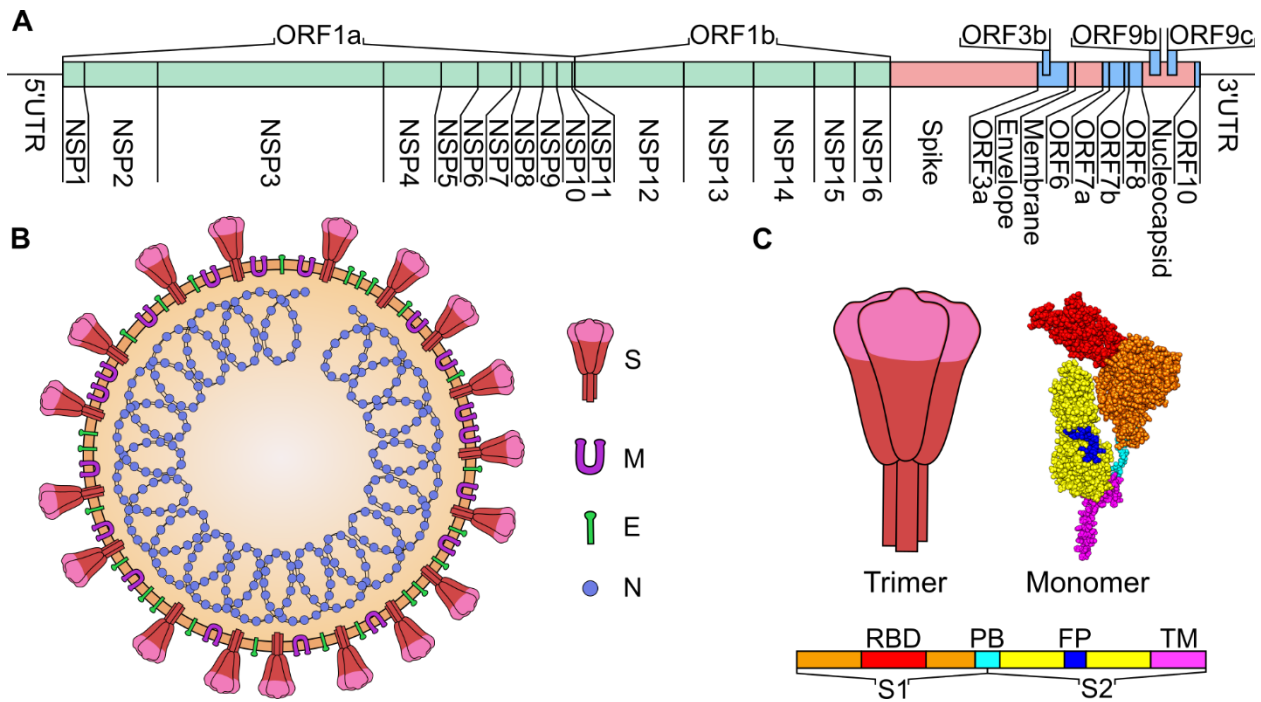 A
ORF1a
ORF1b
ORF3b
ORF9b
ORF9c
5'UTR
NSP1
NSP2
NSP3
NSP4
NSP5
NSP6
NSP7
NSP8
NSP9
NSP10
NSP11
NSP12
NSP13
NSP14
NSP15
NSP16
Spike
ORF3a
Envelope
Membrane
ORF6
ORF7a
ORF7b
ORF8
Nucleocapsid
ORF10
3'UTR
B
S
M
E
N
C
Trimer
Monomer
RBD
PB
FP
TM
S1
S2